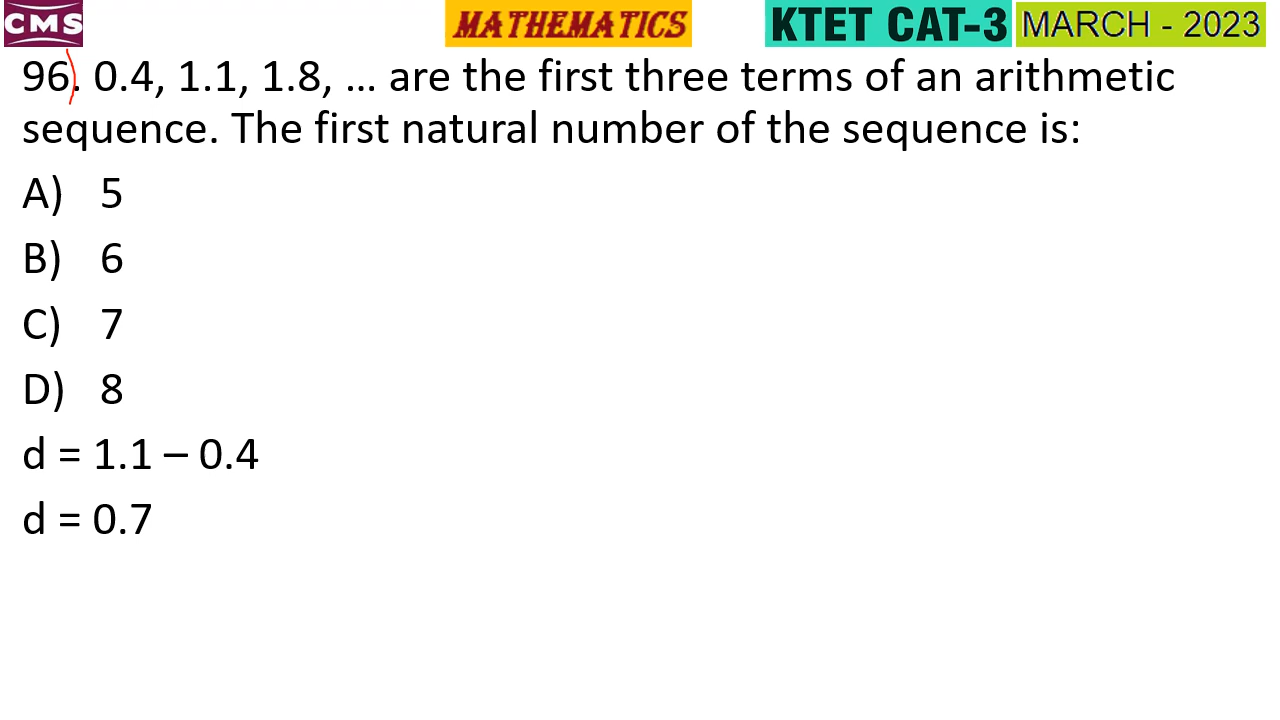 CMS
MATHEMATICS
KTET CAT-3
MARCH - 2023
96. 0.4, 1.1, 1.8, ... are the first three terms of an arithmetic
sequence. The first natural number of the sequence is:
A) 5
B) 6
C) 7
D) 8
d = 1.1 – 0.4
d = 0.7